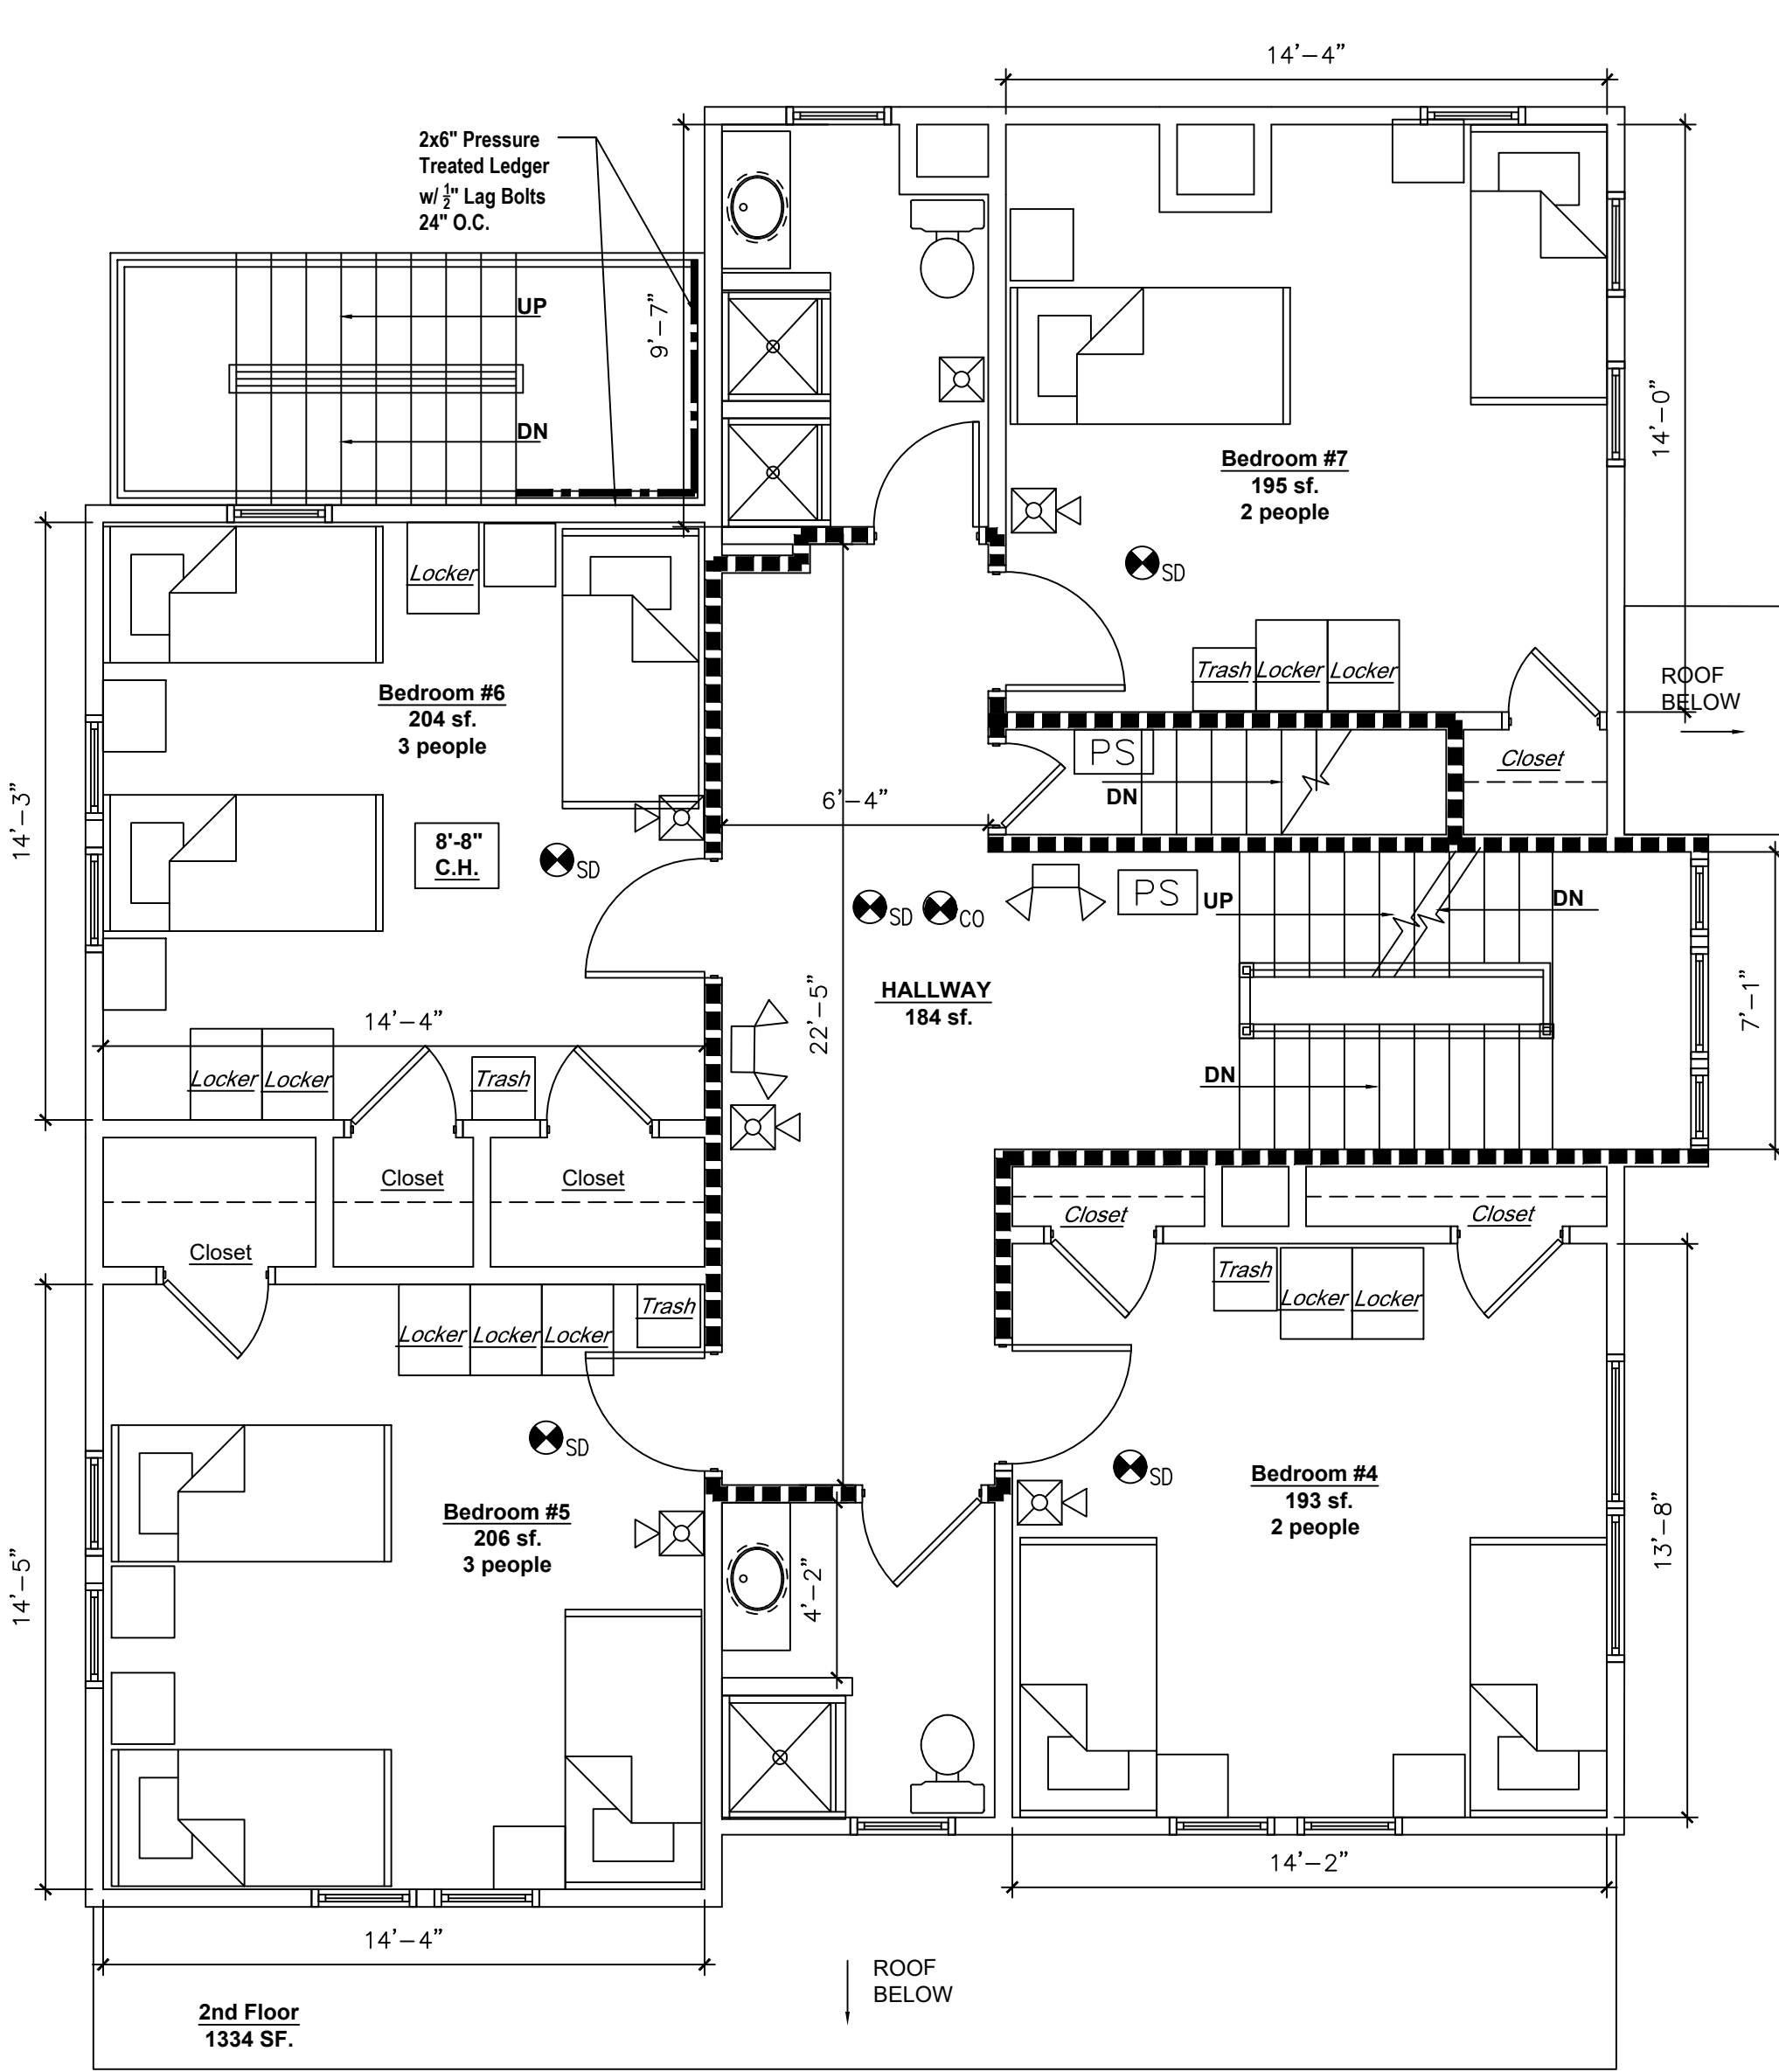 14'-4"
2x6" Pressure
Treated Ledger
w/ 1/2" Lag Bolts
24" O.C.
UP
DN
9'-7"
14'-0"
Bedroom #7
195 sf.
2 people
SD
Trash
Locker
Locker
ROOF
BELOW
Closet
PS
DN
Locker
Bedroom #6
204 sf.
3 people
14'-3"
8'-8"
C.H.
SD
6'-4"
SD
CO
PS
UP
DN
HALLWAY
184 sf.
22'-5"
7'-1"
DN
14'-4"
Locker
Locker
Trash
Closet
Closet
Closet
Closet
Closet
Trash
Locker
Locker
Locker
Locker
Locker
Trash
SD
Bedroom #5
206 sf.
3 people
14'-5"
SD
Bedroom #4
193 sf.
2 people
13'-8"
4'-2"
14'-2"
14'-4"
ROOF
BELOW
2nd Floor
1334 SF.